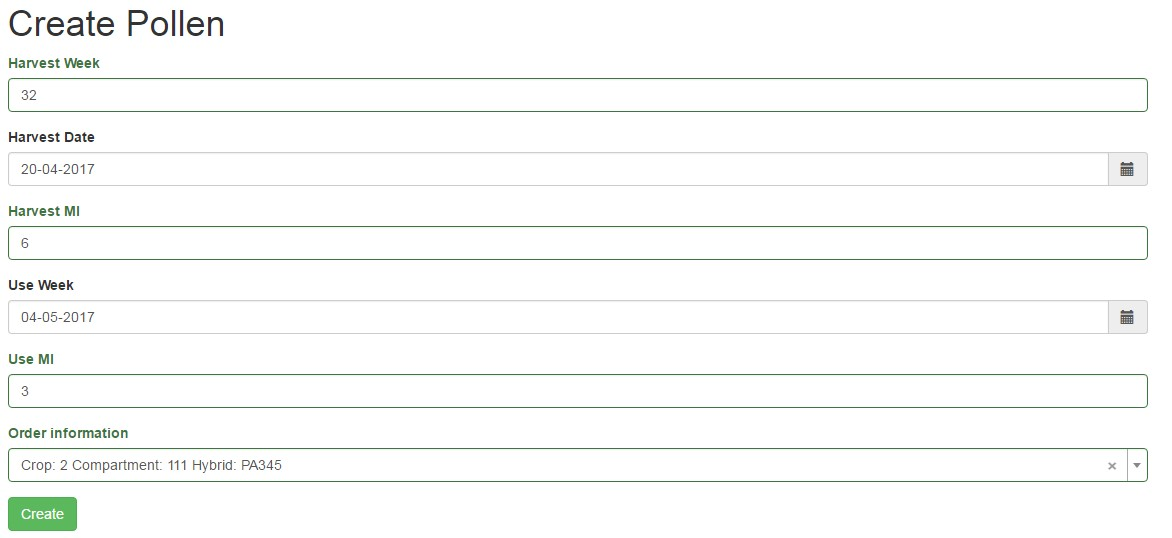 Create Pollen
Harvest Week
32
Harvest Date
20-04-2017
Harvest Ml
6
Use Week
04-05-2017
Use Ml
3
Order information
Crop: 2 Compartment: 111 Hybrid: PA345 ×
Create